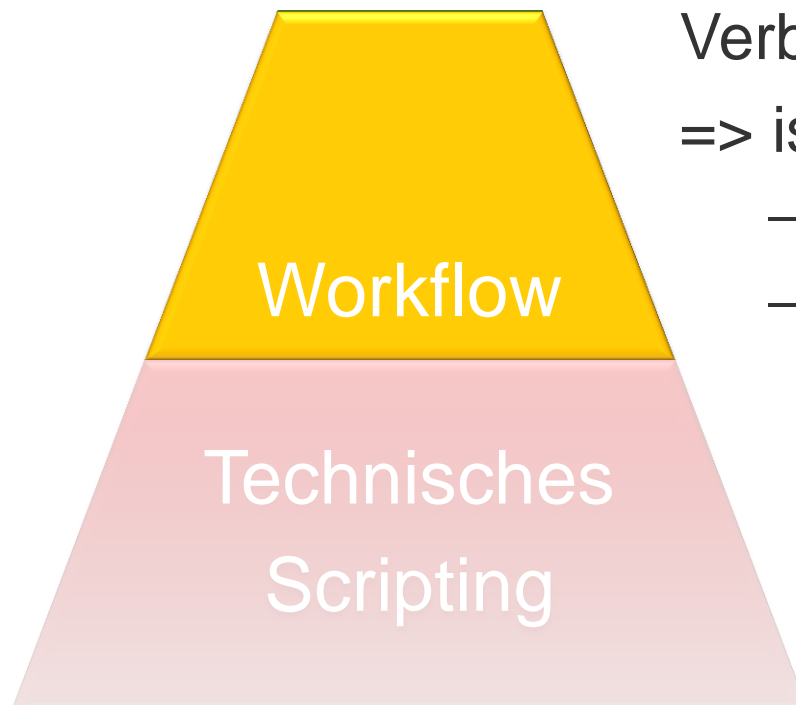 Workflow
Technisches
Scripting
=>
–
–